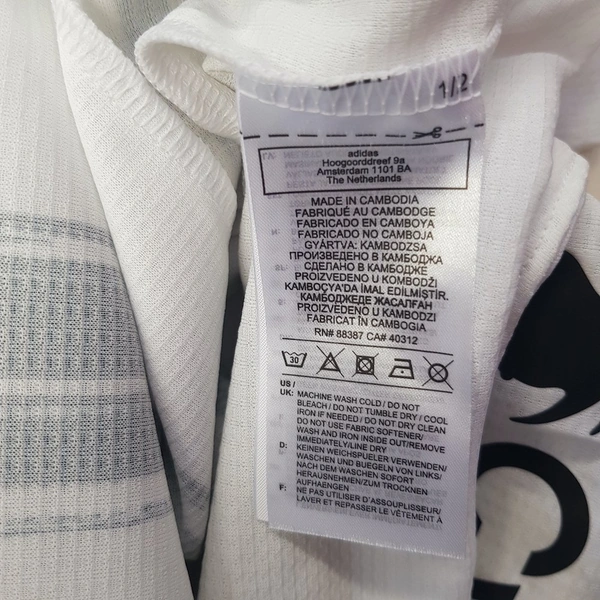 1/2
adidas
Hoogoorddreef 9a
Amsterdam 1101 BA
The Netherlands
MADE IN CAMBODIA
FABRIQUÉ AU CAMBODGE
FABRICADO EN CAMBOYA
FABRICADO NO CAMBOJA
GYÁRTVA: KAMBODZSA
ПРОИЗВЕДЕНО В КАМБОДЖА
СДЕЛАНО В КАМБОДЖЕ
PROIZVEDENO U KOMBODŽI
KAMBOÇYA'DA İMAL EDİLMİŞTİR.
КАМБОДЖЕДЕ ЖАСАЛҒАН
PROIZVEDENO U KAMBODŽI
FABRICAT ÎN CAMBOGIA
RN# 88387 CA# 40312
30
US /
UK: MACHINE WASH COLD / DO NOT
BLEACH / DO NOT TUMBLE DRY / COOL
IRON IF NEEDED / DO NOT DRY CLEAN
DO NOT USE FABRIC SOFTENER/
WASH AND IRON INSIDE OUT/REMOVE
IMMEDIATELY/LINE DRY
D: KEINEN WEICHSPUELER VERWENDEN/
WASCHEN UND BUEGELN VON LINKS/
NACH DEM WASCHEN SOFORT
HERAUSNEHMEN/ZUM TROCKNEN
AUFHAENGEN
F: NE PAS UTILISER D'ASSOUPLISSEUR/
LAVER ET REPASSER LE VÊTEMENT À